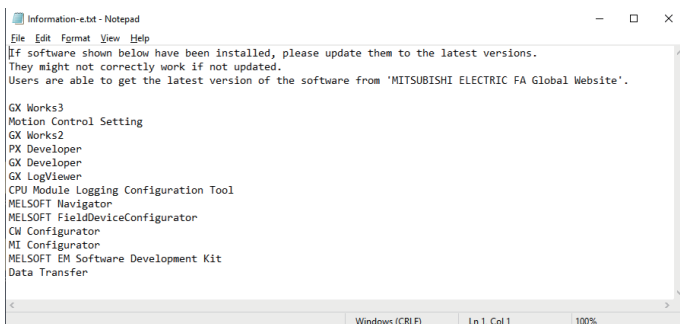 Information-e.txt - Notepad
File Edit Format View Help
If software shown below have been installed, please update them to the latest versions.
They might not correctly work if not updated.
Users are able to get the latest version of the software from 'MITSUBISHI ELECTRIC FA Global Website'.
GX Works3
Motion Control Setting
GX Works2
PX Developer
GX Developer
GX LogViewer
CPU Module Logging Configuration Tool
MELSOFT Navigator
MELSOFT FieldDeviceConfigurator
CW Configurator
MI Configurator
MELSOFT EM Software Development Kit
Data Transfer
Windows (CRLF) Ln 1, Col 1 100%